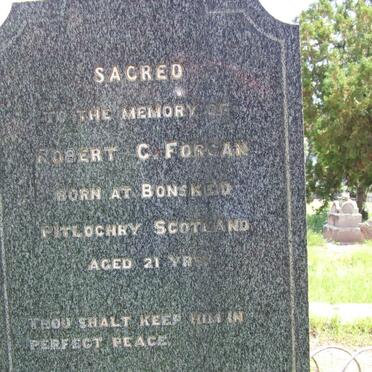 SACRED
TO THE MEMORY OF
ROBERT C. FORGAN
BORN AT BONSKEID
PITLOCHRY SCOTLAND
AGED 21 YRS.
THOU SHALT KEEP HIM IN
PERFECT PEACE.